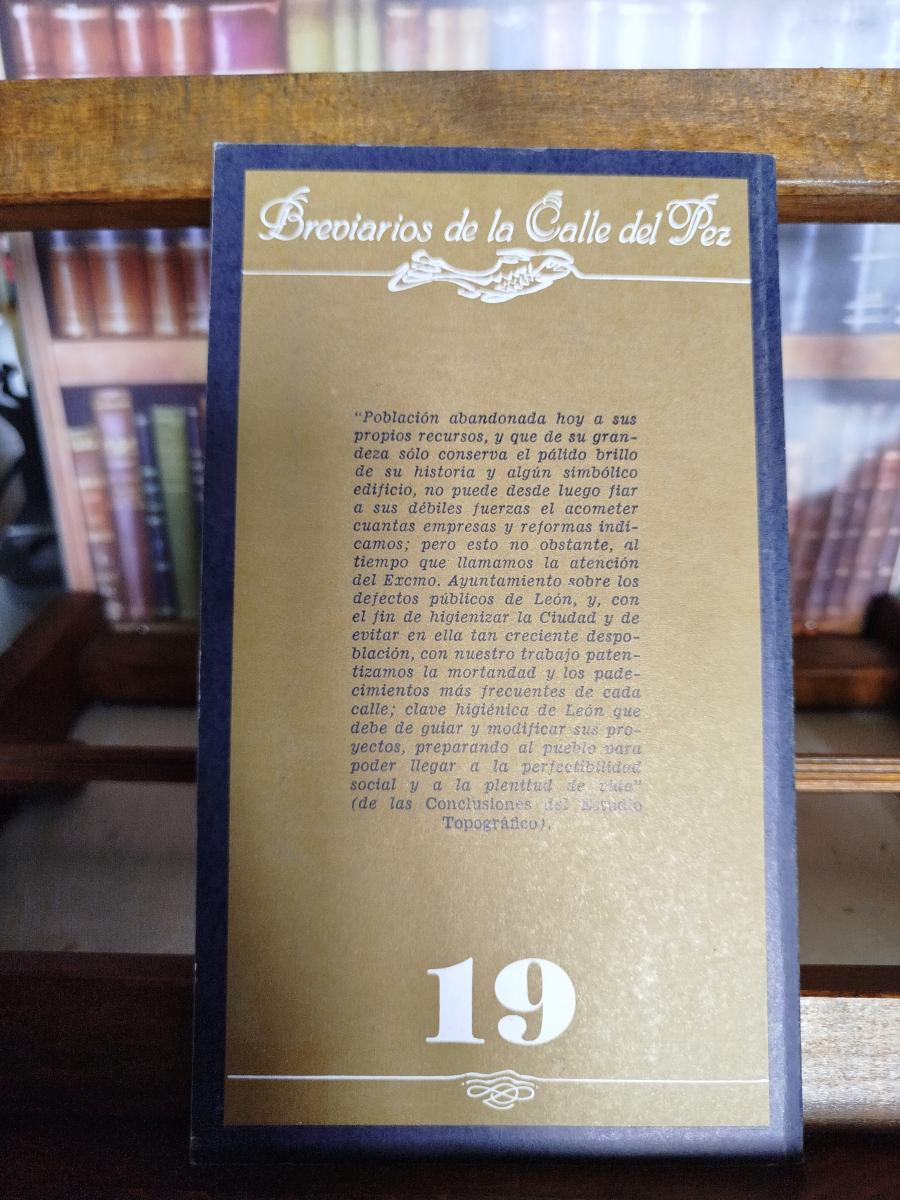 Breviarios de la Calle del Pez
"Población abandonada hoy a sus
propios recursos, y que de su gran-
deza sólo conserva el pálido brillo
de su historia y algún simbólico
edificio, no puede desde luego fiar
a sus débiles fuerzas el acometer
cuantas empresas y reformas indi-
camos; pero esto no obstante, al
tiempo que llamamos la atención
del Excmo. Ayuntamiento sobre los
defectos públicos de León, y, con
el fin de higienizar la Ciudad y de
evitar en ella tan creciente despo-
blación, con nuestro trabajo paten-
tizamos la mortandad y los pade-
cimientos más frecuentes de cada
calle; clave higiénica de León que
debe de guiar y modificar sus pro-
yectos, preparando al pueblo para
poder llegar a la perfectibilidad
social y a la plenitud de vida"
(de las Conclusiones del Estudio
Topográfico).
19